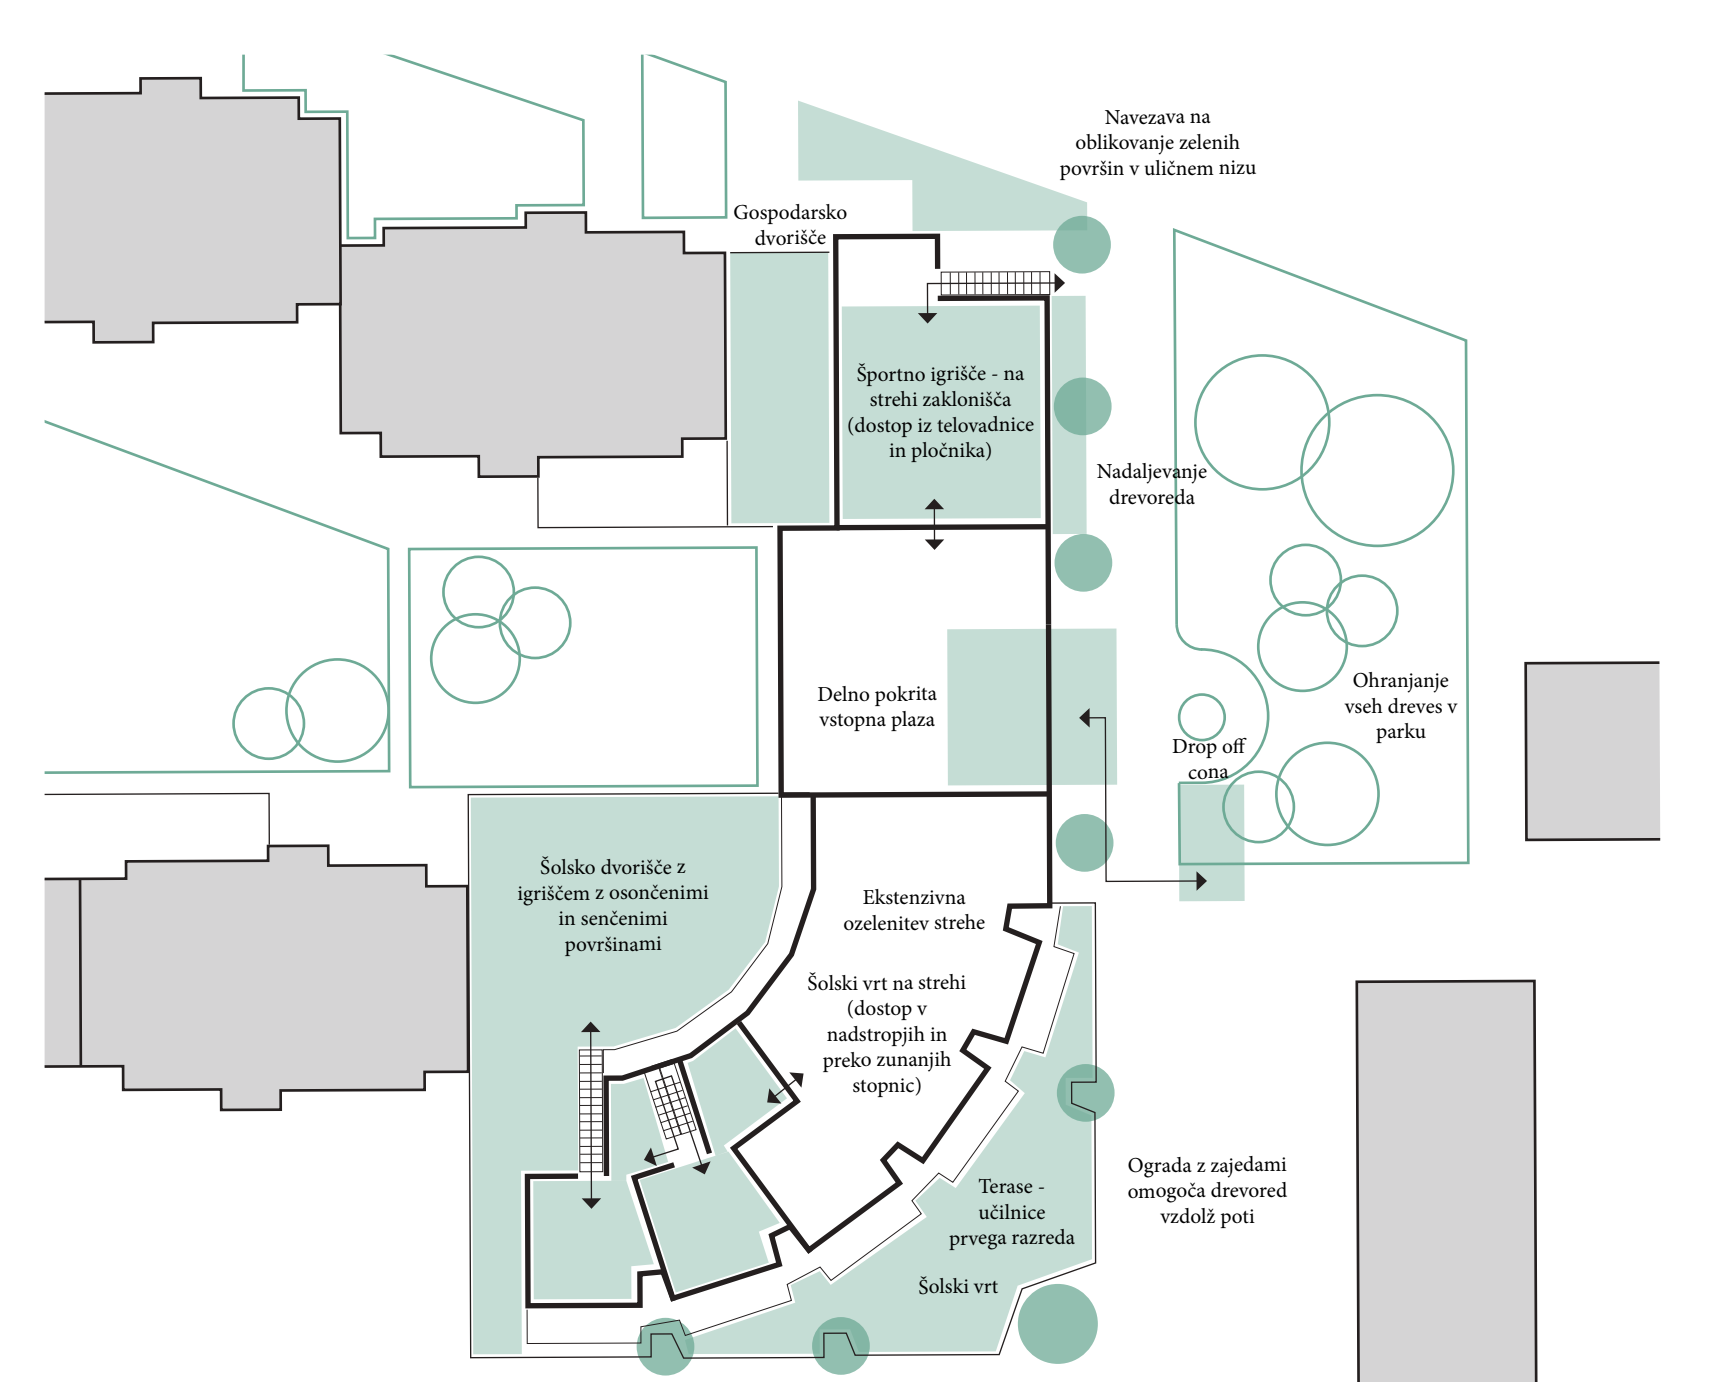 Navezava na
oblikovanje zelenih
površin v uličnem nizu
Gospodarsko
dvorišče
Športno igrišče - na
strehi zaklonišča
(dostop iz telovadnice
in pločnika)
Nadaljevanje
drevoreda
Delno pokrita
vstopna plaza
Ohranjanje
vseh dreves v
parku
Drop off
cona
Šolsko dvorišče z
igriščem z osončenimi
in senčenimi
površinami
Ekstenzivna
ozelenitev strehe
Šolski vrt na strehi
(dostop v
nadstropjih in
preko zunanjih
stopnic)
Terase -
učilnice
prvega razreda
Šolski vrt
Ograda z zajedami
omogoča drevored
vzdolž poti